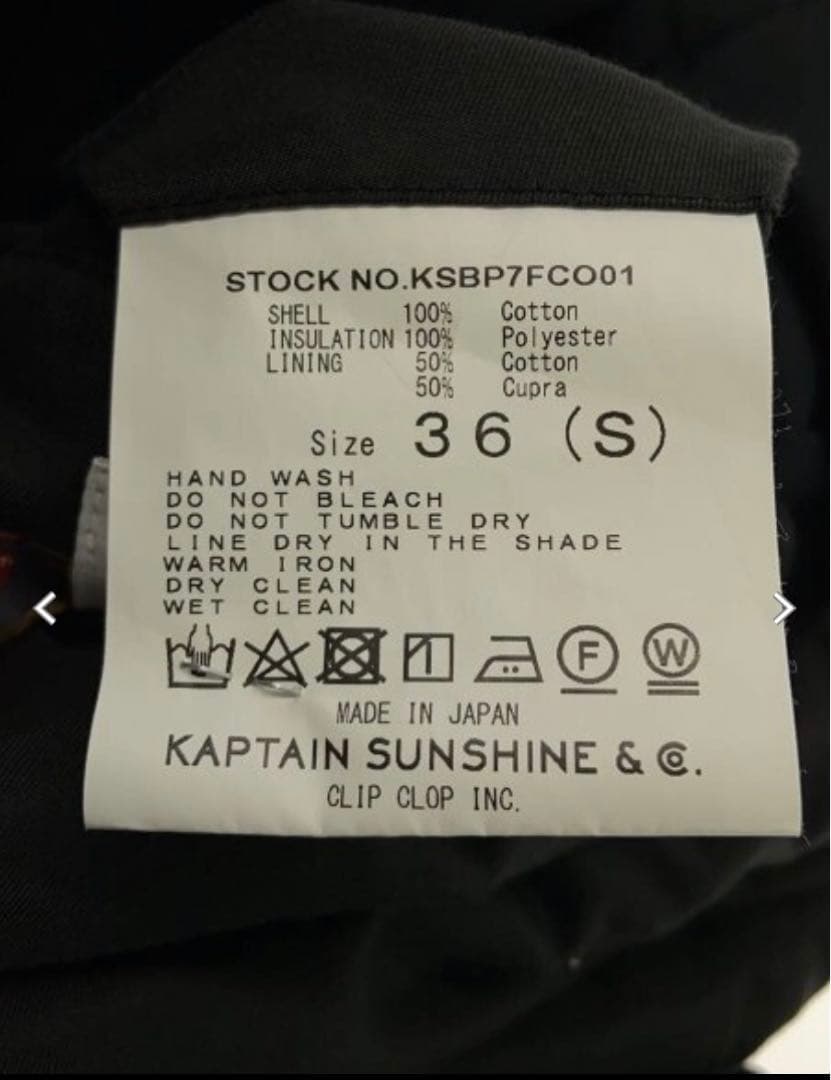 STOCK NO.KSBP7FCO01
SHELL 100% Cotton
INSULATION 100% Polyester
LINING 50% Cotton
50% Cupra
Size 36 (S)
HAND WASH
DO NOT BLEACH
DO NOT TUMBLE DRY
LINE DRY IN THE SHADE
WARM IRON
DRY CLEAN
WET CLEAN
F W
MADE IN JAPAN
KAPTAIN SUNSHINE & Co.
CLIP CLOP INC.